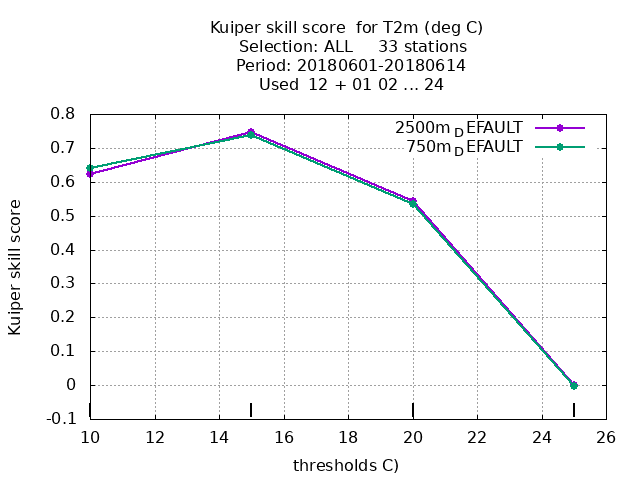 Kuiper skill score  for T2m (deg C)
Selection: ALL     33 stations
Period: 20180601-20180614
Used  12 + 01 02 ... 24
2500m_DEFAULT
750m_DEFAULT
Kuiper skill score
0.8
0.7
0.6
0.5
0.4
0.3
0.2
0.1
0
-0.1
10 12 14 16 18 20 22 24 26
thresholds C)